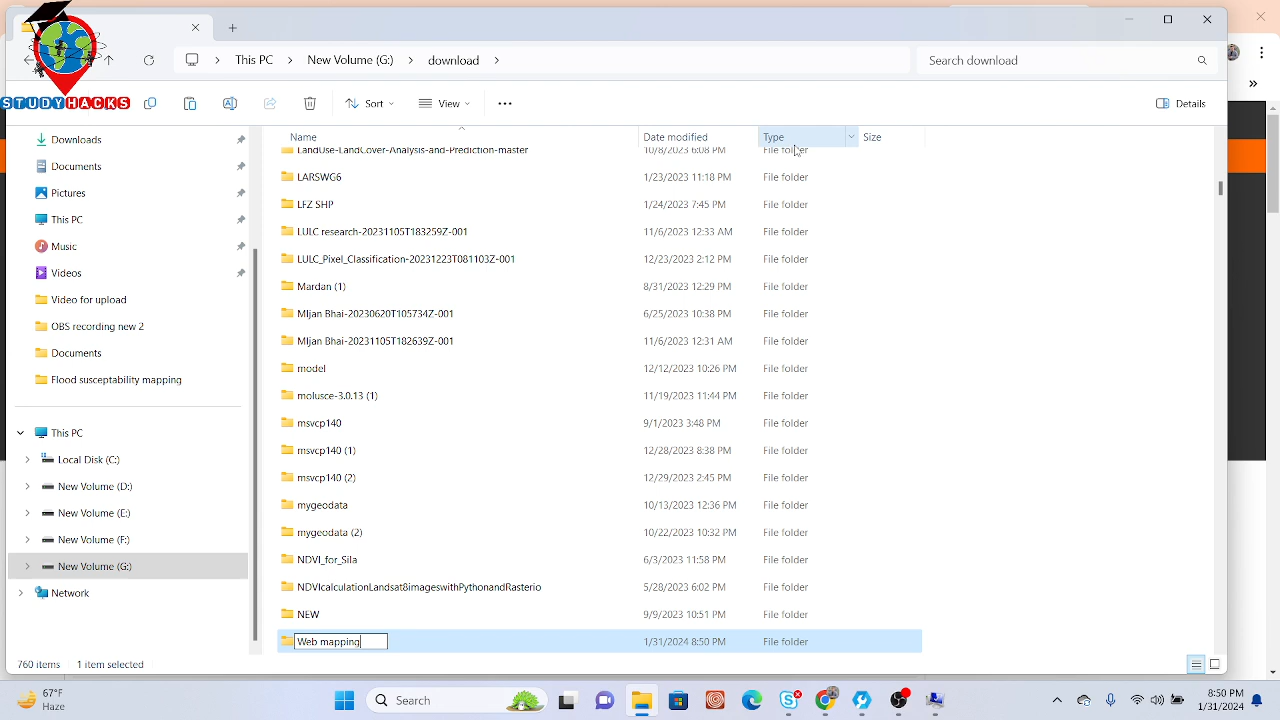 This PC > New Volume (G:) > download >
Search download
STUDYHACKS
Sort
View
Details
Name Date modified Type Size
Downloads
Documents
Pictures
This PC
Music
Videos
Video for upload
OBS recording new 2
Documents
Flood susceptability mapping
This PC
Local Disk (C:)
New Volume (D:)
New Volume (E:)
New Volume (F:)
New Volume (G:)
Network
LandUse-LandCover-Analysis-and-Prediction-master 10/8/2023 6:08 PM File folder
LARSWG6 1/23/2023 11:18 PM File folder
LFZ SHP 1/24/2023 7:45 PM File folder
LULC research-20231105T183259Z-001 11/6/2023 12:33 AM File folder
LULC_Pixel_Classification-20231223T081103Z-001 12/23/2023 2:12 PM File folder
Mardan (1) 8/31/2023 12:29 PM File folder
MIjan Bhai-20230620T105734Z-001 6/25/2023 10:38 PM File folder
MIjan Bhai-20231105T182639Z-001 11/6/2023 12:31 AM File folder
model 12/12/2023 10:26 PM File folder
molusce-3.0.13 (1) 11/19/2023 11:44 PM File folder
msvcp140 9/1/2023 3:48 PM File folder
msvcp140 (1) 12/28/2023 8:38 PM File folder
msvcp140 (2) 12/29/2023 2:45 PM File folder
mygeodata 10/13/2023 12:36 PM File folder
mygeodata (2) 10/22/2023 10:32 PM File folder
NDVI_for_Sila 6/3/2023 11:58 PM File folder
NDVIcalculationLandsat8imageswithPythonandRasterio 5/28/2023 6:02 PM File folder
NEW 9/9/2023 10:51 PM File folder
Web mapping 1/31/2024 8:50 PM File folder
760 items 1 item selected
67°F
Haze
Search
8:50 PM
1/31/2024